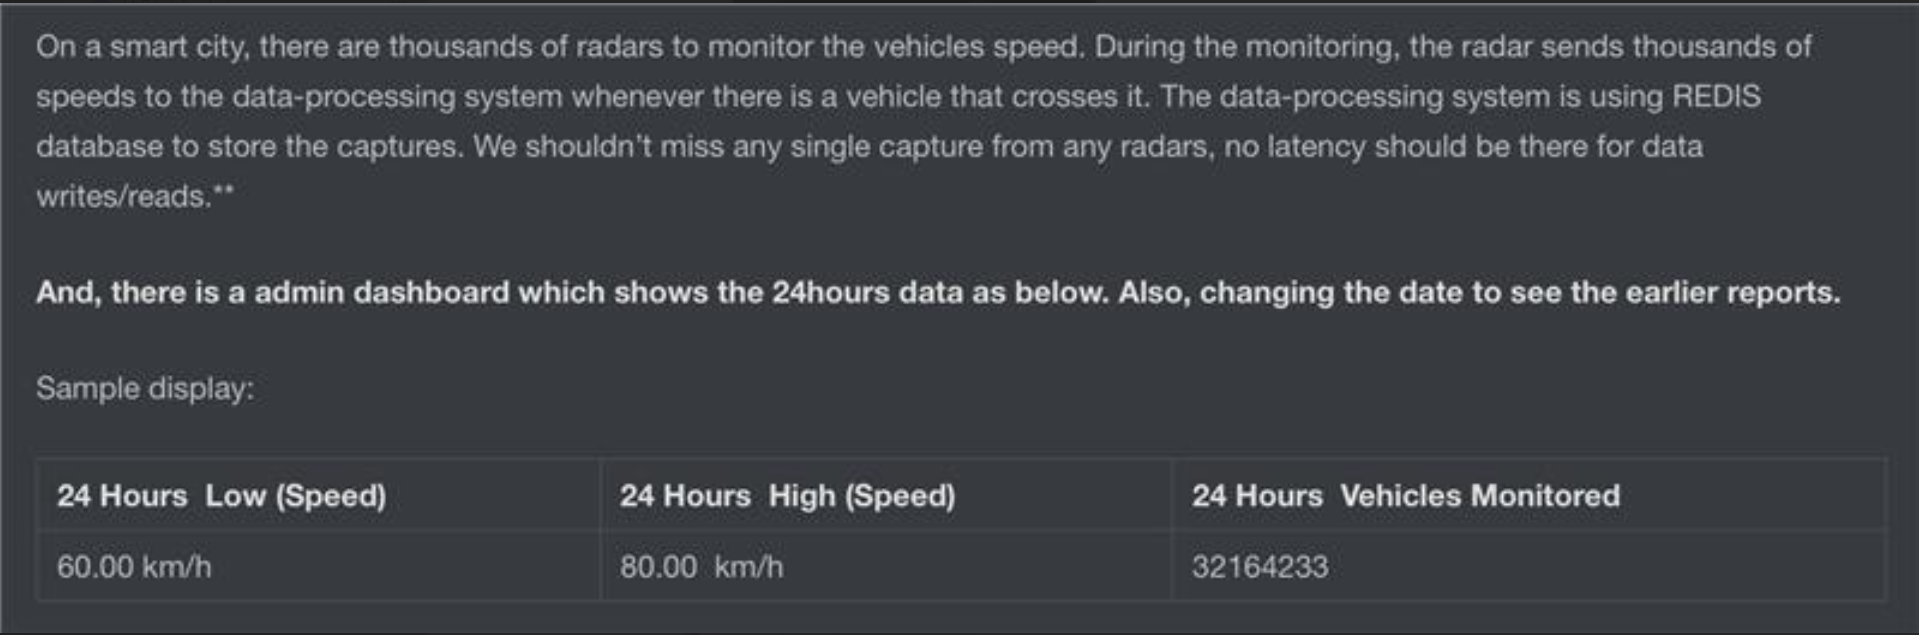 On a smart city, there are thousands of radars to monitor the vehicles speed. During the monitoring, the radar sends thousands of
speeds to the data-processing system whenever there is a vehicle that crosses it. The data-processing system is using REDIS
database to store the captures. We shouldn't miss any single capture from any radars, no latency should be there for data
writes/reads.**
And, there is a admin dashboard which shows the 24hours data as below. Also, changing the date to see the earlier reports.
Sample display:
24 Hours Low (Speed) 24 Hours High (Speed) 24 Hours Vehicles Monitored
60.00 km/h 80.00 km/h 32164233